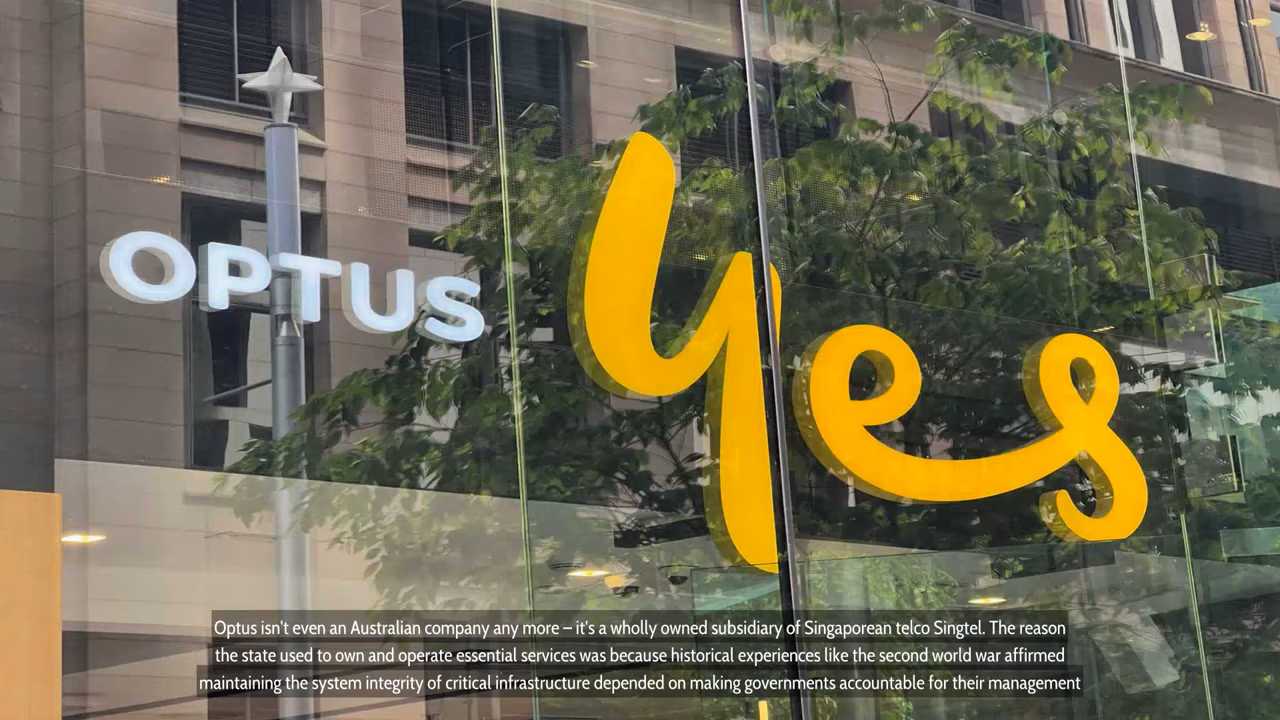 OPTUS
yes
Optus isn't even an Australian company any more – it's a wholly owned subsidiary of Singaporean telco Singtel. The reason
the state used to own and operate essential services was because historical experiences like the second world war affirmed
maintaining the system integrity of critical infrastructure depended on making governments accountable for their management